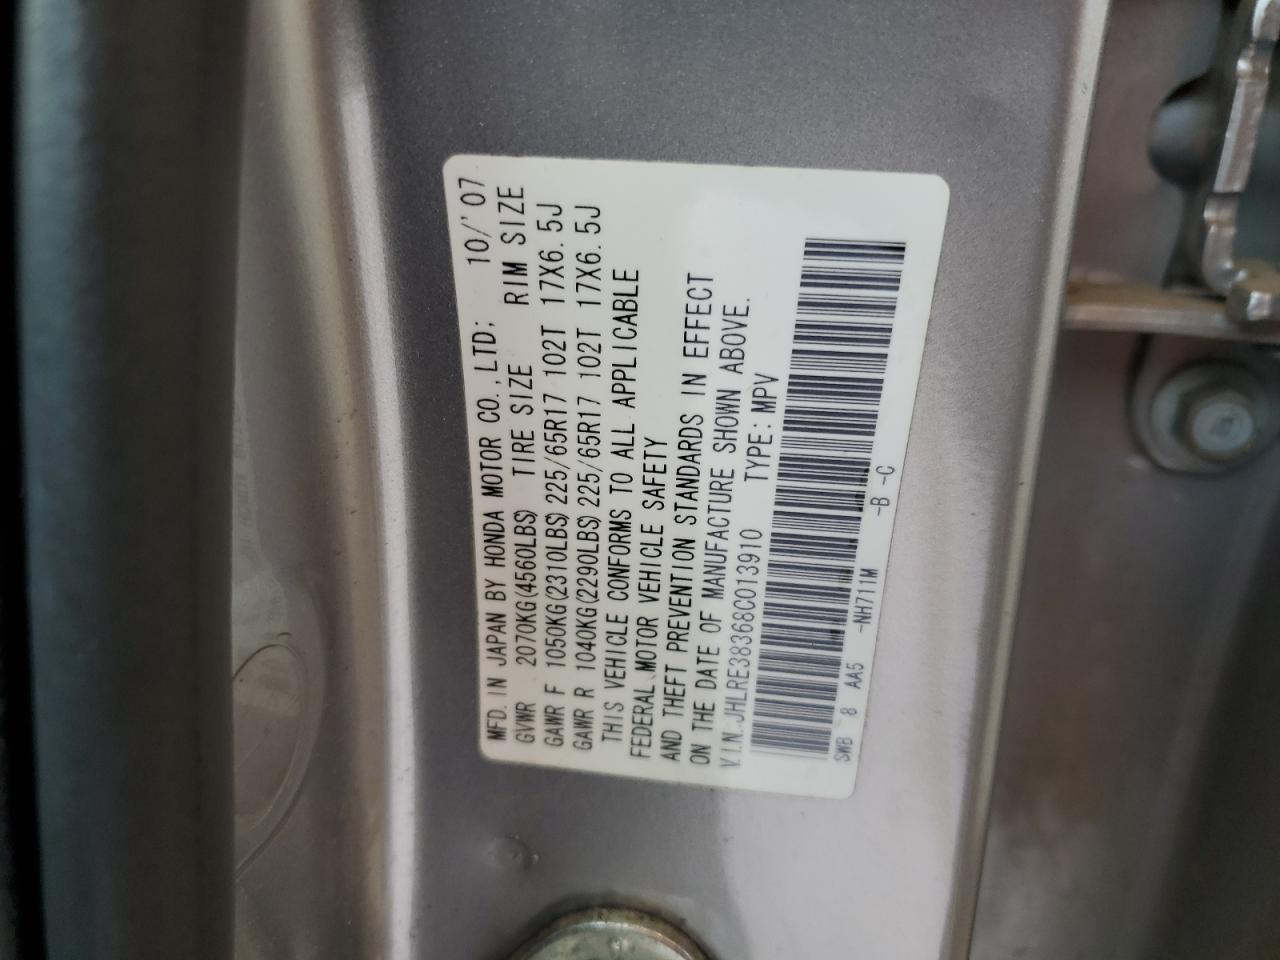 MFD. IN JAPAN BY HONDA MOTOR CO., LTD; 10/'07
GVWR 2070KG(4560LBS) TIRE SIZE RIM SIZE
GAWR F 1050KG(2310LBS) 225/65R17 102T 17X6.5J
GAWR R 1040KG(2290LBS) 225/65R17 102T 17X6.5J
THIS VEHICLE CONFORMS TO ALL APPLICABLE
FEDERAL MOTOR VEHICLE SAFETY
AND THEFT PREVENTION STANDARDS IN EFFECT
ON THE DATE OF MANUFACTURE SHOWN ABOVE.
V.I.N. JHLRE38368C013910 TYPE: MPV
SWB 8 AA5 -NH711M -B -C